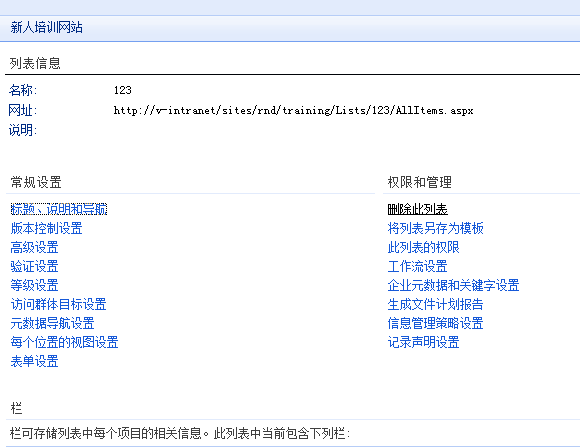 新人培训网站
列表信息
名称: 123
网址: http://v-intranet/sites/rnd/training/Lists/123/AllItems.aspx
说明:
常规设置
标题、说明和导航
版本控制设置
高级设置
验证设置
等级设置
访问群体目标设置
元数据导航设置
每个位置的视图设置
表单设置
权限和管理
删除此列表
将列表另存为模板
此列表的权限
工作流设置
企业元数据和关键字设置
生成文件计划报告
信息管理策略设置
记录声明设置
栏
栏可存储列表中每个项目的相关信息。此列表中当前包含下列栏: